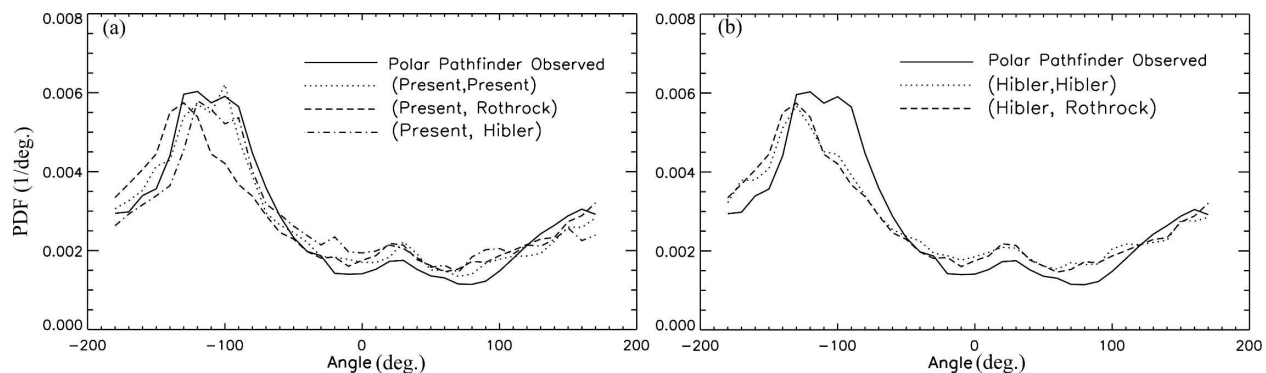 (a)
Polar Pathfinder Observed
(Present,Present)
(Present, Rothrock)
(Present, Hibler)
PDF (1/deg.)
0.008
0.006
0.004
0.002
0.000
−200
−100
0
100
200
Angle (deg.)
(b)
Polar Pathfinder Observed
(Hibler,Hibler)
(Hibler, Rothrock)
0.008
0.006
0.004
0.002
0.000
−200
−100
0
100
200
Angle (deg.)